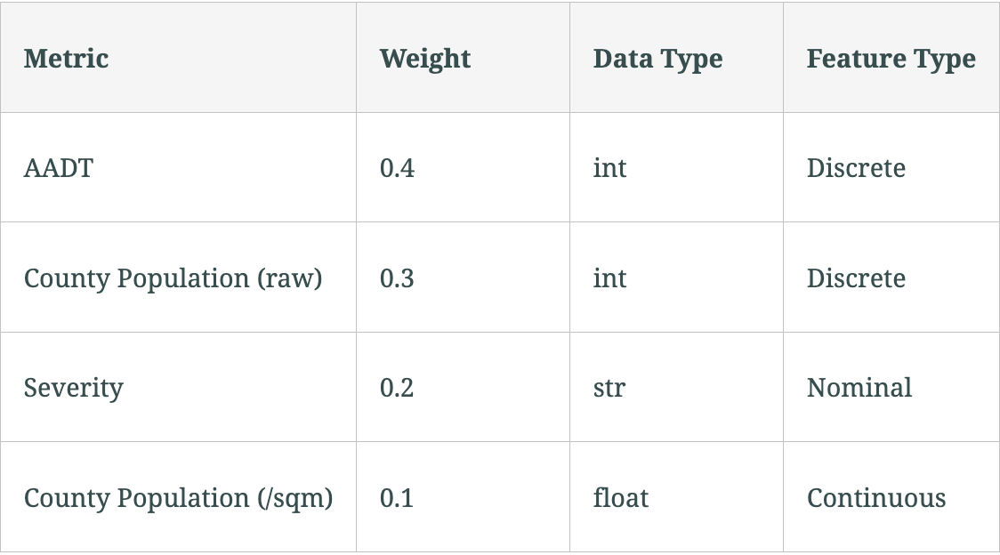 Metric Weight Data Type Feature Type
AADT 0.4 int Discrete
County Population (raw) 0.3 int Discrete
Severity 0.2 str Nominal
County Population (/sqm) 0.1 float Continuous